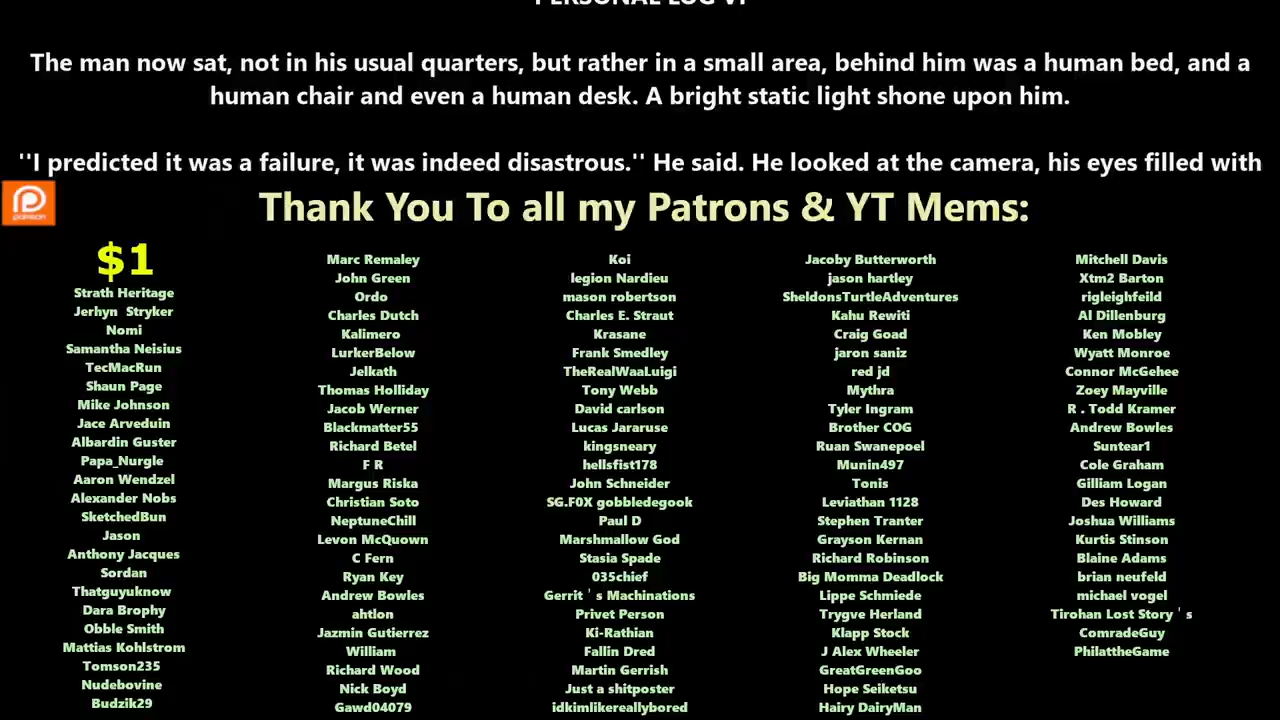 PERSONAL LOG VI
The man now sat, not in his usual quarters, but rather in a small area, behind him was a human bed, and a
human chair and even a human desk. A bright static light shone upon him.
''I predicted it was a failure, it was indeed disastrous.'' He said. He looked at the camera, his eyes filled with
patreon
Thank You To all my Patrons & YT Mems:
$1
Strath Heritage
Jerhyn  Stryker
Nomi
Samantha Neisius
TecMacRun
Shaun Page
Mike Johnson
Jace Arveduin
Albardin Guster
Papa_Nurgle
Aaron Wendzel
Alexander Nobs
SketchedBun
Jason
Anthony Jacques
Sordan
Thatguyuknow
Dara Brophy
Obble Smith
Mattias Kohlstrom
Tomson235
Nudebovine
Budzik29
Marc Remaley
John Green
Ordo
Charles Dutch
Kalimero
LurkerBelow
Jelkath
Thomas Holliday
Jacob Werner
Blackmatter55
Richard Betel
F R
Margus Riska
Christian Soto
NeptuneChill
Levon McQuown
C Fern
Ryan Key
Andrew Bowles
ahtlon
Jazmin Gutierrez
William
Richard Wood
Nick Boyd
Gawd04079
Koi
legion Nardieu
mason robertson
Charles E. Straut
Krasane
Frank Smedley
TheRealWaaLuigi
Tony Webb
David carlson
Lucas Jararuse
kingsneary
hellsfist178
John Schneider
SG.F0X gobbledegook
Paul D
Marshmallow God
Stasia Spade
035chief
Gerrit ' s Machinations
Privet Person
Ki-Rathian
Fallin Dred
Martin Gerrish
Just a shitposter
idkimlikereallybored
Jacoby Butterworth
jason hartley
SheldonsTurtleAdventures
Kahu Rewiti
Craig Goad
jaron saniz
red jd
Mythra
Tyler Ingram
Brother COG
Ruan Swanepoel
Munin497
Tonis
Leviathan 1128
Stephen Tranter
Grayson Kernan
Richard Robinson
Big Momma Deadlock
Lippe Schmiede
Trygve Herland
Klapp Stock
J Alex Wheeler
GreatGreenGoo
Hope Seiketsu
Hairy DairyMan
Mitchell Davis
Xtm2 Barton
rigleighfeild
Al Dillenburg
Ken Mobley
Wyatt Monroe
Connor McGehee
Zoey Mayville
R . Todd Kramer
Andrew Bowles
Suntear1
Cole Graham
Gilliam Logan
Des Howard
Joshua Williams
Kurtis Stinson
Blaine Adams
brian neufeld
michael vogel
Tirohan Lost Story ' s
ComradeGuy
PhilattheGame